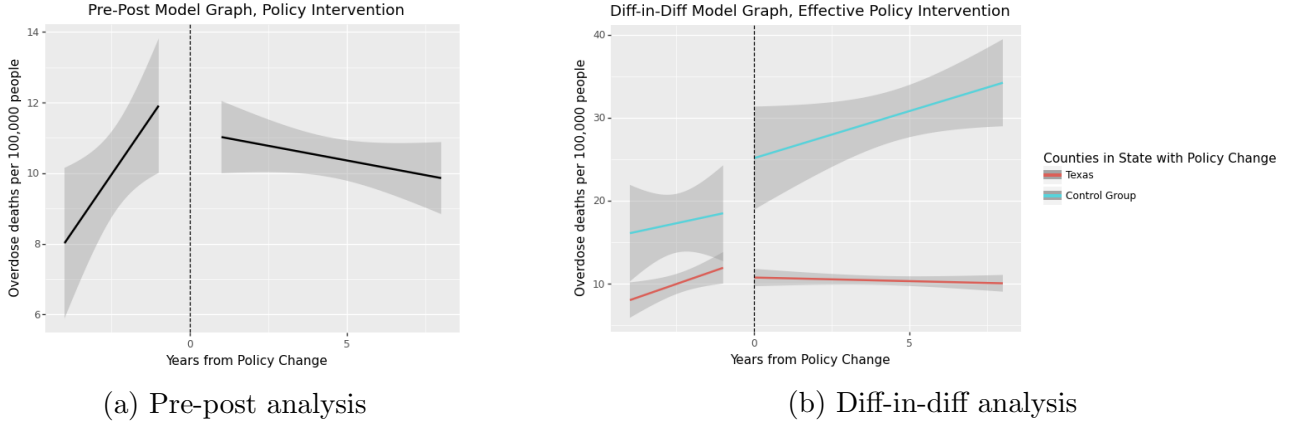 Pre-Post Model Graph, Policy Intervention
Overdose deaths per 100,000 people
14
12
10
8
6
0
5
Years from Policy Change
(a) Pre-post analysis
Diff-in-Diff Model Graph, Effective Policy Intervention
Overdose deaths per 100,000 people
40
30
20
10
0
5
Years from Policy Change
Counties in State with Policy Change
Texas
Control Group
(b) Diff-in-diff analysis